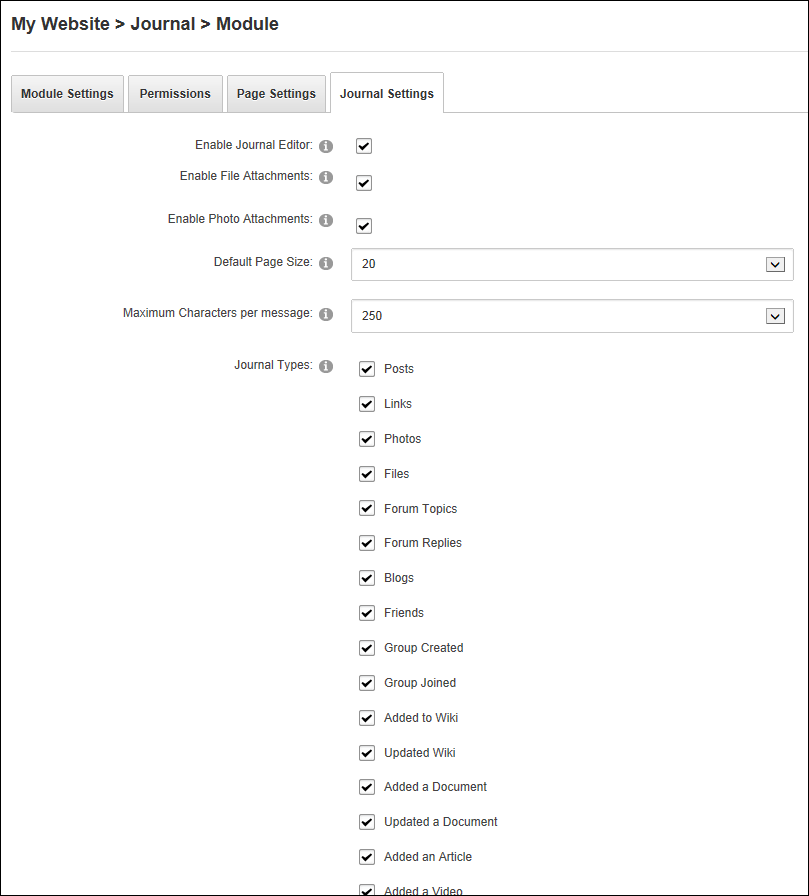 My Website > Journal > Module
Module Settings Permissions Page Settings Journal Settings
Enable Journal Editor:
Enable File Attachments:
Enable Photo Attachments:
Default Page Size: 20
Maximum Characters per message: 250
Journal Types: Posts
Links
Photos
Files
Forum Topics
Forum Replies
Blogs
Friends
Group Created
Group Joined
Added to Wiki
Updated Wiki
Added a Document
Updated a Document
Added an Article
Added a Video